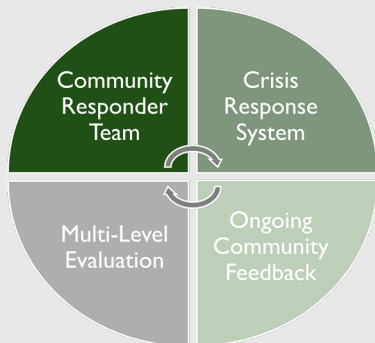 Community
Responder
Team
Crisis
Response
System
Multi-Level
Evaluation
Ongoing
Community
Feedback